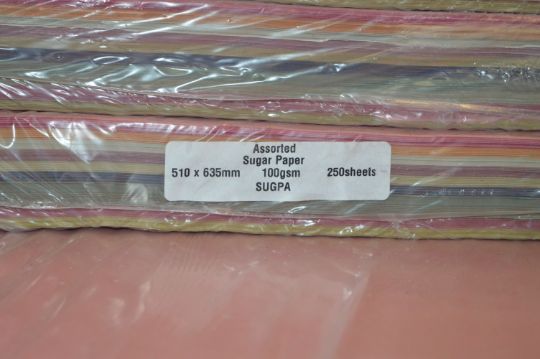 Assorted
Sugar Paper
510 x 635mm 100gsm 250sheets
SUGPA